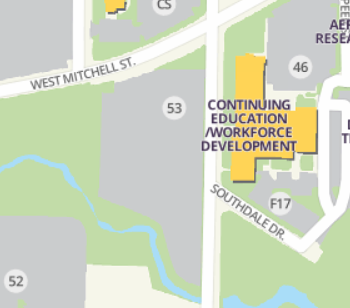 CS
46
WEST MITCHELL ST.
53
CONTINUING
EDUCATION
/WORKFORCE
DEVELOPMENT
SOUTHDALE DR.
F17
52